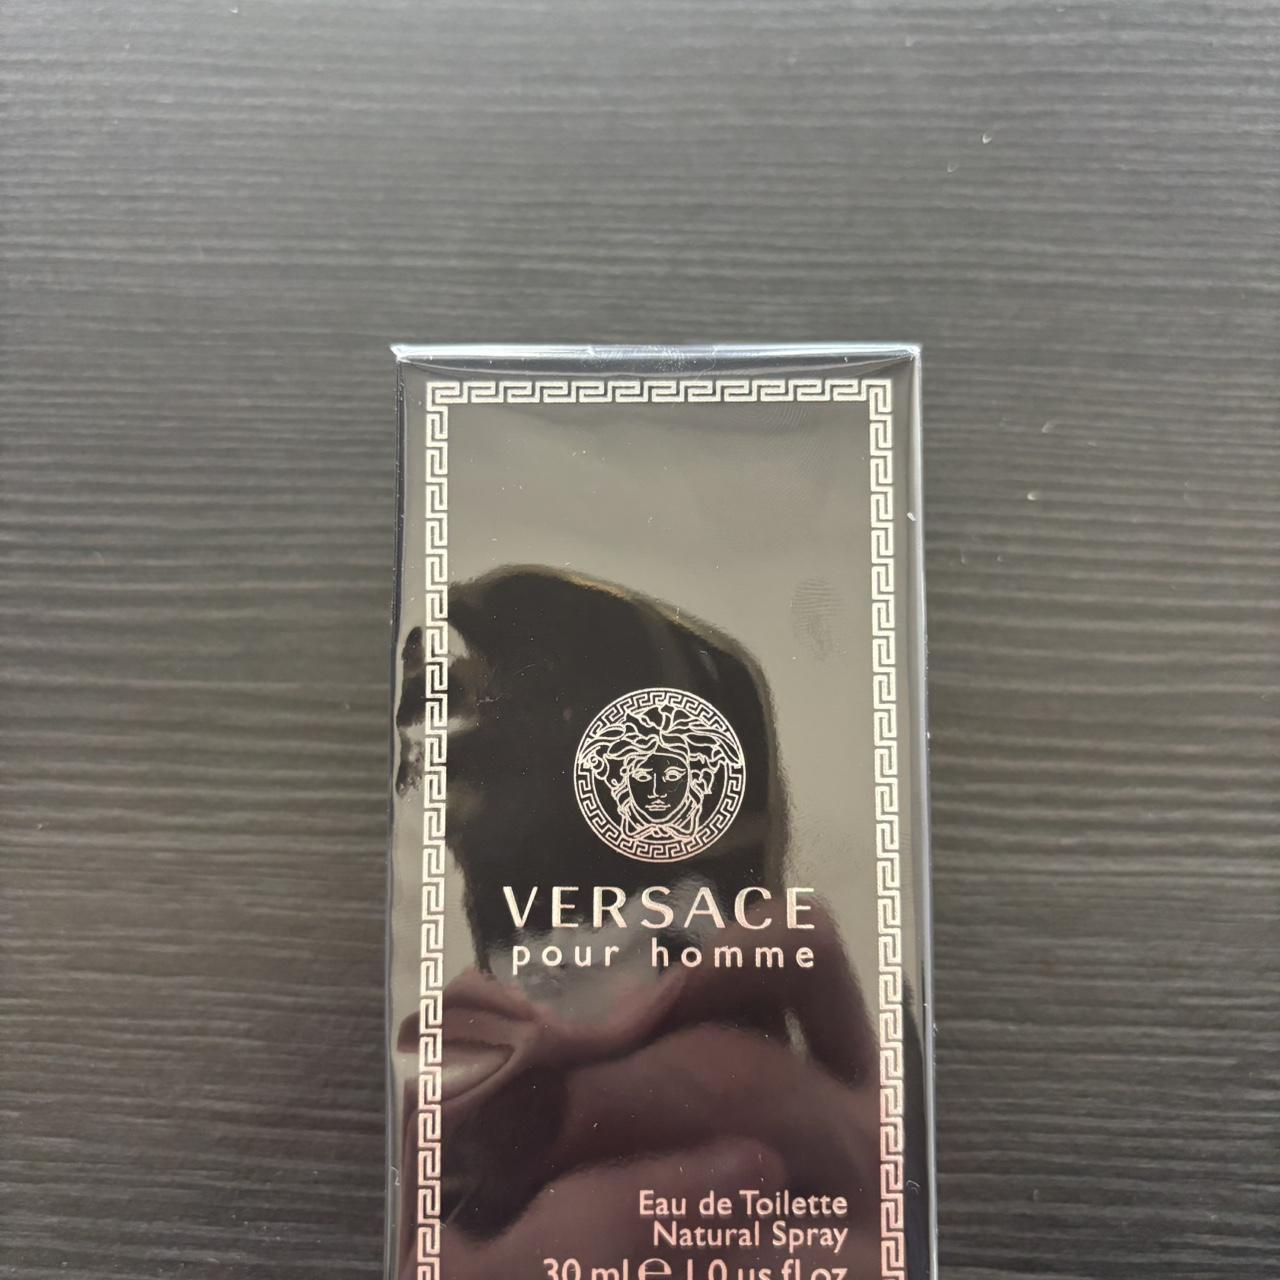 VERSACE
pour homme
Eau de Toilette
Natural Spray
30 ml ℮ 1.0 us fl oz